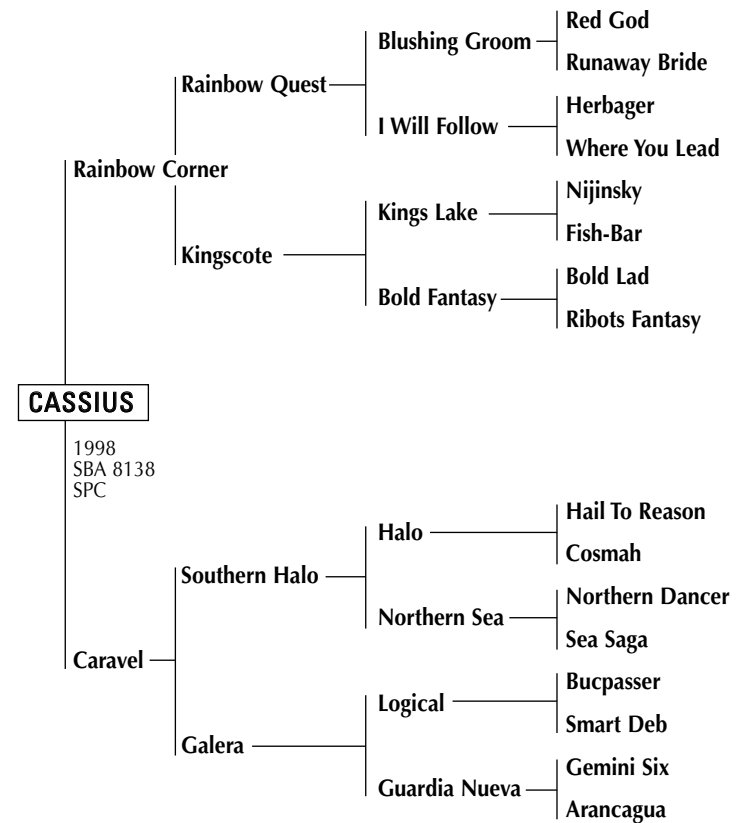 Red God
Blushing Groom
Runaway Bride
Rainbow Quest
Herbager
I Will Follow
Where You Lead
Rainbow Corner
Nijinsky
Kings Lake
Fish-Bar
Kingscote
Bold Lad
Bold Fantasy
Ribots Fantasy
CASSIUS
1998
SBA 8138
SPC
Hail To Reason
Halo
Cosmah
Southern Halo
Northern Dancer
Northern Sea
Sea Saga
Caravel
Bucpasser
Logical
Smart Deb
Galera
Gemini Six
Guardia Nueva
Arancagua